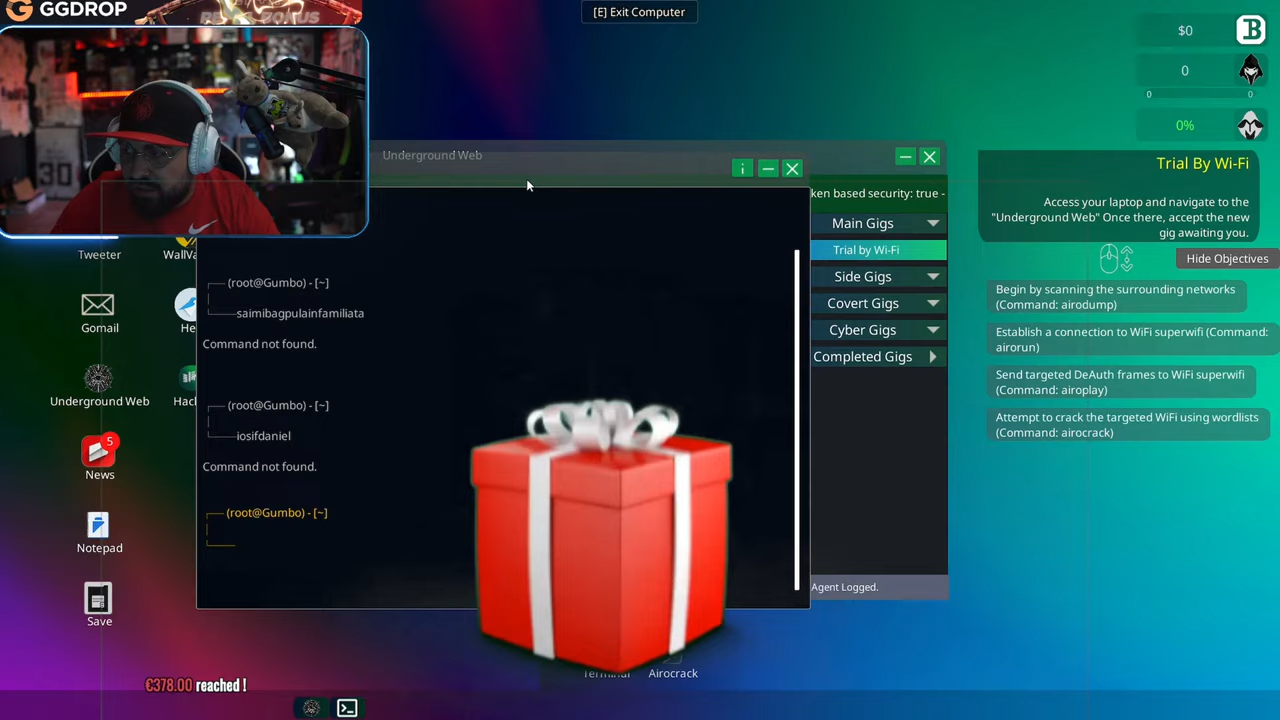 GGDROP
[E] Exit Computer
$0
0
0 0
0%
Underground Web
Trial By Wi-Fi
Access your laptop and navigate to the
"Underground Web" Once there, accept the new
gig awaiting you.
Hide Objectives
Begin by scanning the surrounding networks
(Command: airodump)
Establish a connection to WiFi superwifi (Command:
airorun)
Send targeted DeAuth frames to WiFi superwifi
(Command: airoplay)
Attempt to crack the targeted WiFi using wordlists
(Command: airocrack)
ken based security: true -
Main Gigs
Trial by Wi-Fi
Side Gigs
Covert Gigs
Cyber Gigs
Completed Gigs
Agent Logged.
30
Tweeter
WallVa
Gomail
He
Underground Web
Hac
5
News
Notepad
Save
(root@Gumbo) - [~]
saimibagpulainfamiliata
Command not found.
(root@Gumbo) - [~]
iosifdaniel
Command not found.
(root@Gumbo) - [~]
Terminal
Airocrack
€378.00 reached !